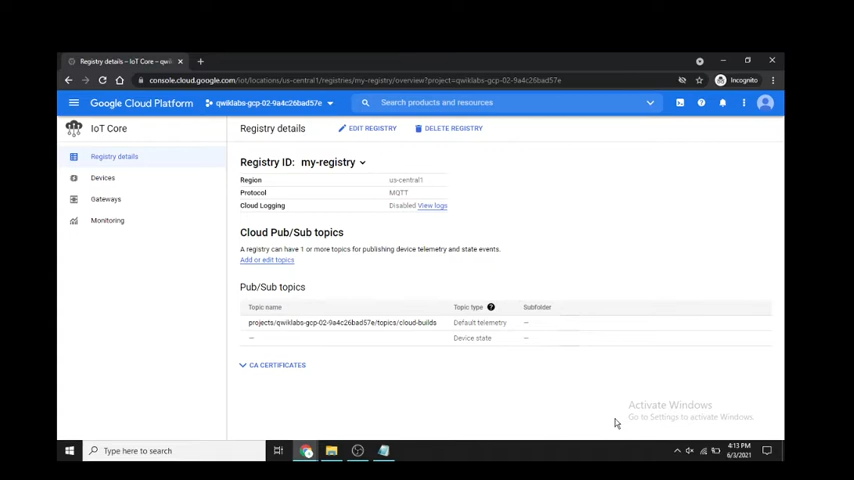 Registry details – IoT Core – qwik
Incognito
console.cloud.google.com/iot/locations/us-central1/registries/my-registry/overview?project=qwiklabs-gcp-02-9a4c26bad57e
Google Cloud Platform
qwiklabs-gcp-02-9a4c26bad57e
Search products and resources
IoT Core
Registry details
EDIT REGISTRY
DELETE REGISTRY
Registry details
Devices
Gateways
Monitoring
Registry ID: my-registry
Region us-central1
Protocol MQTT
Cloud Logging Disabled View logs
Cloud Pub/Sub topics
A registry can have 1 or more topics for publishing device telemetry and state events.
Add or edit topics
Pub/Sub topics
Topic name Topic type Subfolder
projects/qwiklabs-gcp-02-9a4c26bad57e/topics/cloud-builds Default telemetry —
— Device state —
CA CERTIFICATES
Activate Windows
Go to Settings to activate Windows.
Type here to search
4:13 PM
6/3/2021